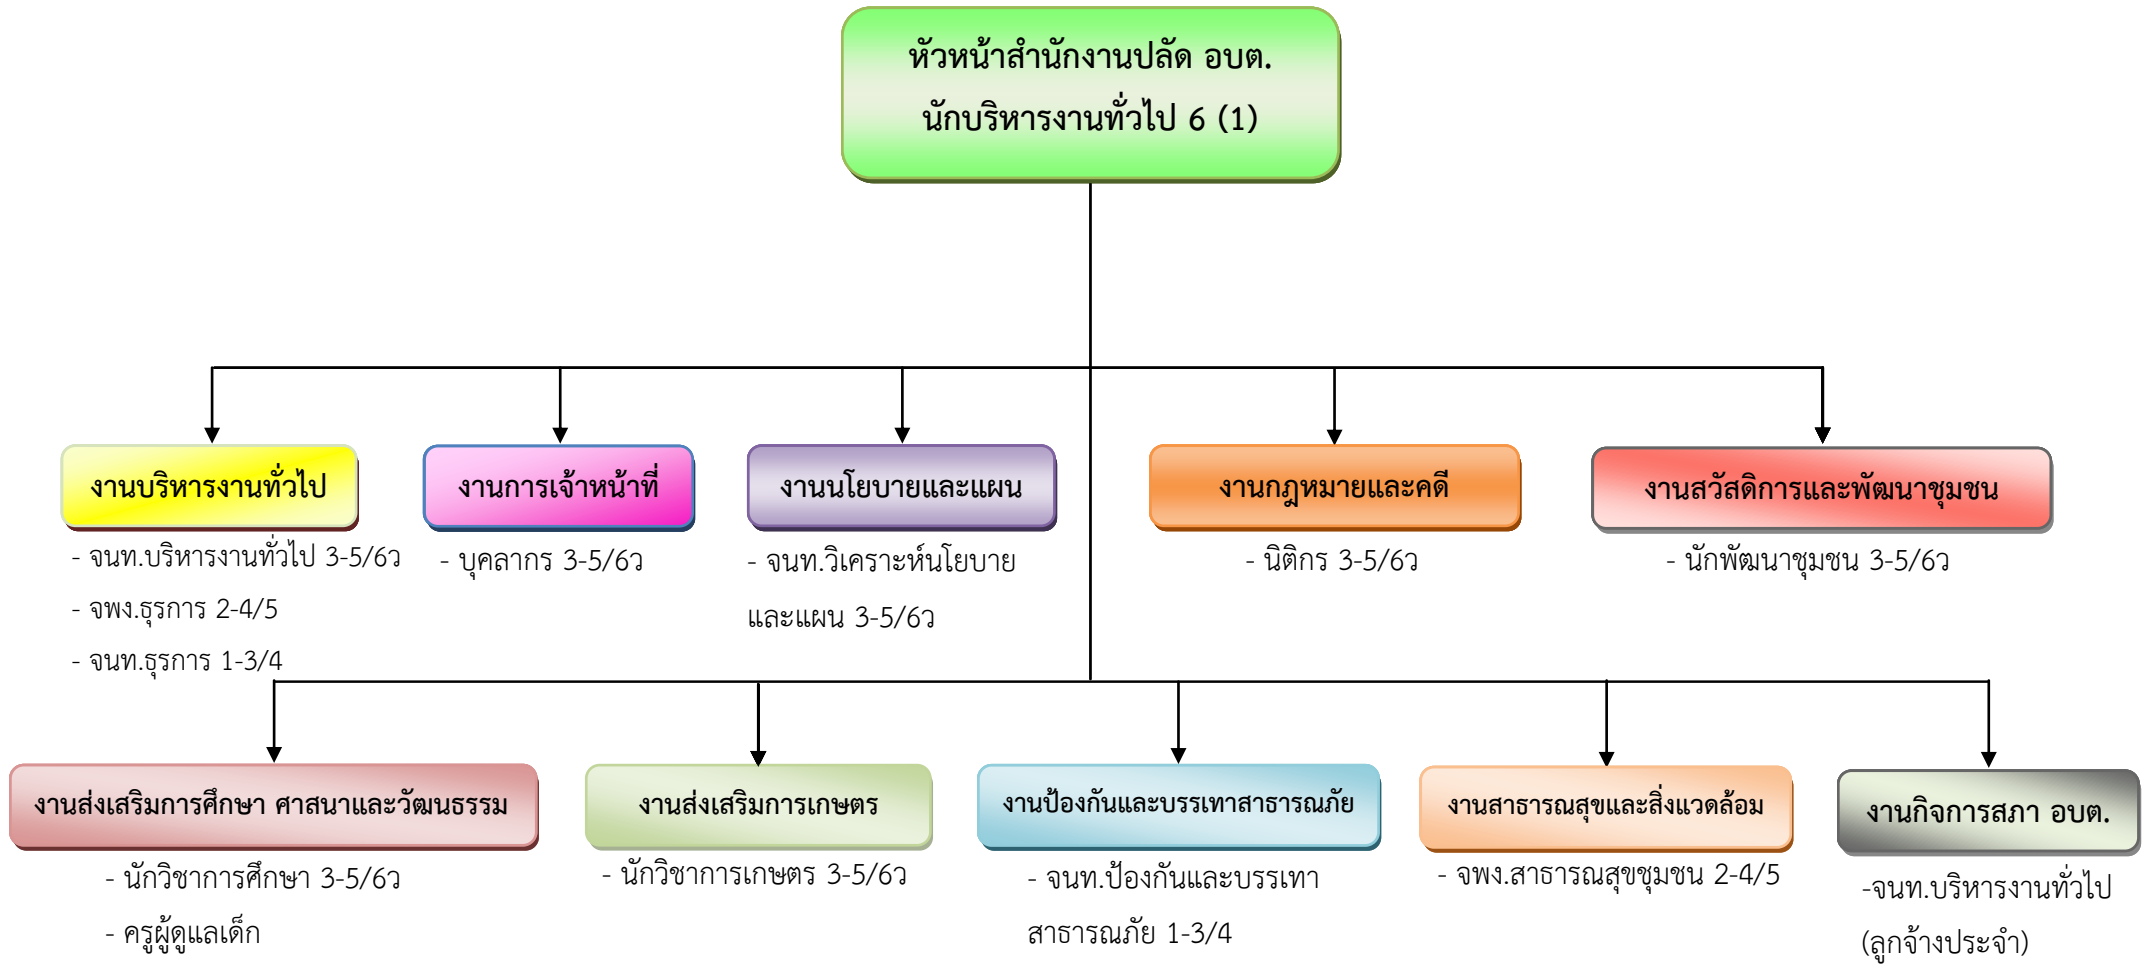 หัวหน้าสำนักงานปลัด อบต.
นักบริหารงานทั่วไป 6 (1)
งานบริหารงานทั่วไป
- จนท.บริหารงานทั่วไป 3-5/6ว
- จพง.ธุรการ 2-4/5
- จนท.ธุรการ 1-3/4
งานการเจ้าหน้าที่
- บุคลากร 3-5/6ว
งานนโยบายและแผน
- จนท.วิเคราะห์นโยบาย
และแผน 3-5/6ว
งานกฎหมายและคดี
- นิติกร 3-5/6ว
งานสวัสดิการและพัฒนาชุมชน
- นักพัฒนาชุมชน 3-5/6ว
งานส่งเสริมการศึกษา ศาสนาและวัฒนธรรม
- นักวิชาการศึกษา 3-5/6ว
- ครูผู้ดูแลเด็ก
งานส่งเสริมการเกษตร
- นักวิชาการเกษตร 3-5/6ว
งานป้องกันและบรรเทาสาธารณภัย
- จนท.ป้องกันและบรรเทา
สาธารณภัย 1-3/4
งานสาธารณสุขและสิ่งแวดล้อม
- จพง.สาธารณสุขชุมชน 2-4/5
งานกิจการสภา อบต.
-จนท.บริหารงานทั่วไป
(ลูกจ้างประจำ)